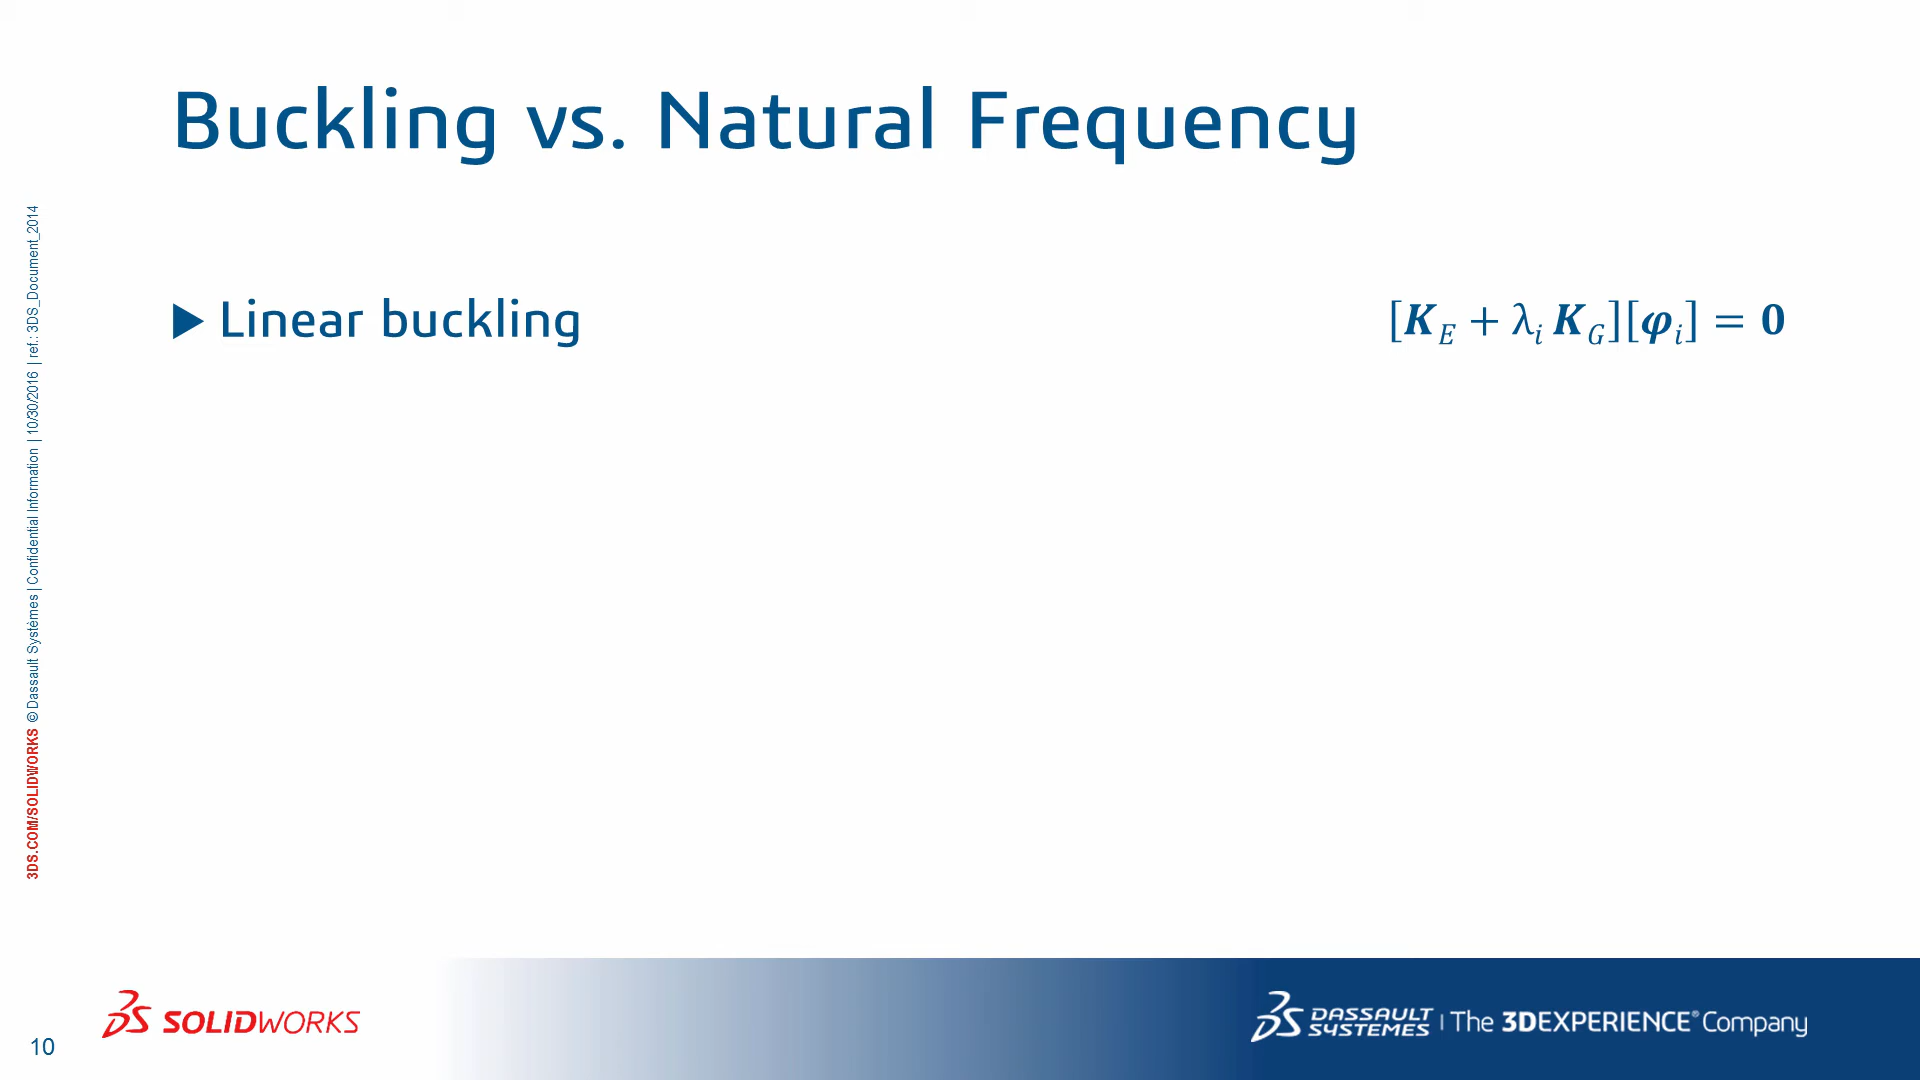 Buckling vs. Natural Frequency
▶ Linear buckling
[𝑲_E + λ_i 𝑲_G][𝝋_i] = 𝟎
3DS.COM/SOLIDWORKS © Dassault Systèmes | Confidential Information | 10/30/2016 | ref.: 3DS_Document_2014
10
SOLIDWORKS
DASSAULT SYSTEMES | The 3DEXPERIENCE® Company